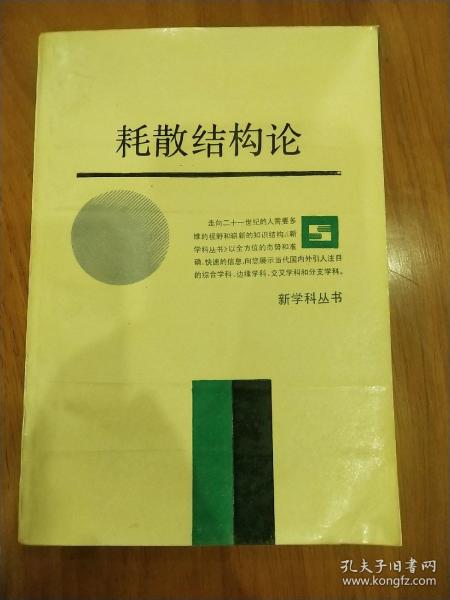 耗散结构论
走向二十一世纪的人需要多
维的视野和崭新的知识结构。《新
学科丛书》以全方位的态势和准
确、快速的信息，向您展示当代国内外引人注目
的综合学科、边缘学科、交叉学科和分支学科。
新学科丛书
孔夫子旧书网
www.kongfz.com